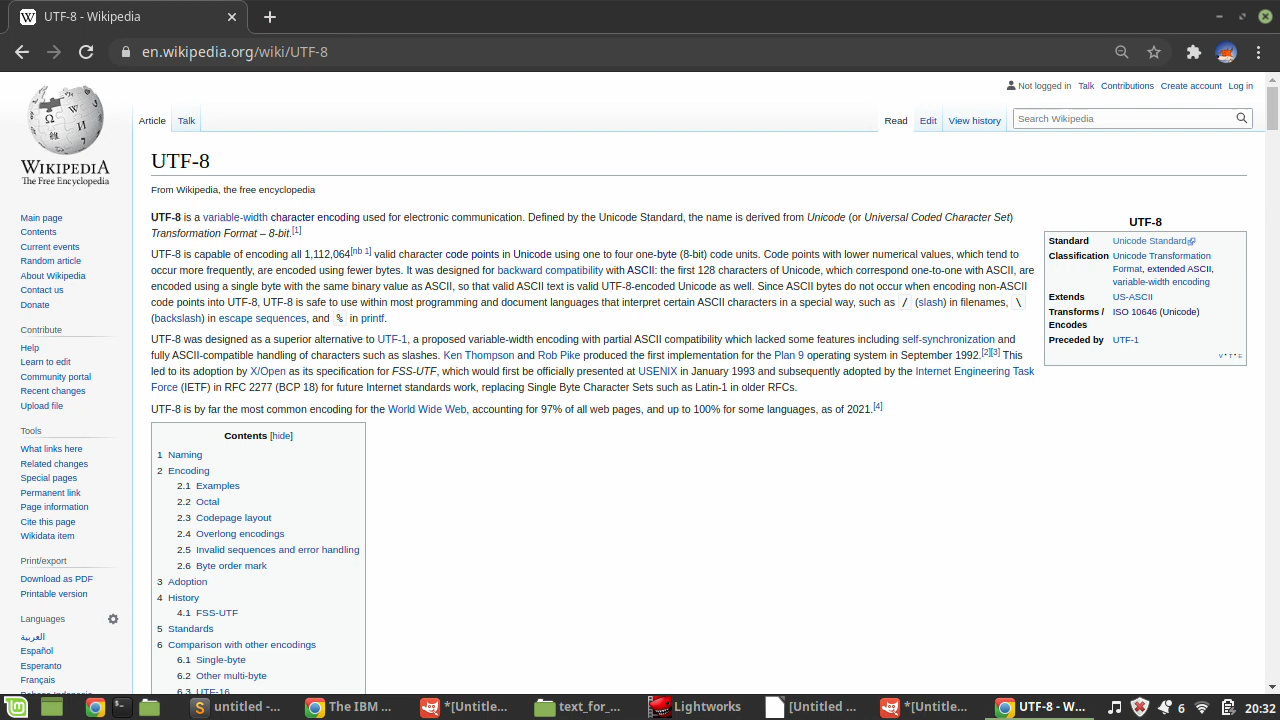 UTF-8 - Wikipedia
en.wikipedia.org/wiki/UTF-8
Not logged in Talk Contributions Create account Log in
Article Talk Read Edit View history Search Wikipedia
WIKIPEDIA
The Free Encyclopedia
Main page
Contents
Current events
Random article
About Wikipedia
Contact us
Donate
Contribute
Help
Learn to edit
Community portal
Recent changes
Upload file
Tools
What links here
Related changes
Special pages
Permanent link
Page information
Cite this page
Wikidata item
Print/export
Download as PDF
Printable version
Languages
العربية
Español
Esperanto
Français
UTF-8
From Wikipedia, the free encyclopedia
UTF-8 is a variable-width character encoding used for electronic communication. Defined by the Unicode Standard, the name is derived from Unicode (or Universal Coded Character Set)
Transformation Format – 8-bit.[1]
UTF-8 is capable of encoding all 1,112,064[nb 1] valid character code points in Unicode using one to four one-byte (8-bit) code units. Code points with lower numerical values, which tend to
occur more frequently, are encoded using fewer bytes. It was designed for backward compatibility with ASCII: the first 128 characters of Unicode, which correspond one-to-one with ASCII, are
encoded using a single byte with the same binary value as ASCII, so that valid ASCII text is valid UTF-8-encoded Unicode as well. Since ASCII bytes do not occur when encoding non-ASCII
code points into UTF-8, UTF-8 is safe to use within most programming and document languages that interpret certain ASCII characters in a special way, such as / (slash) in filenames, \
(backslash) in escape sequences, and % in printf.
UTF-8 was designed as a superior alternative to UTF-1, a proposed variable-width encoding with partial ASCII compatibility which lacked some features including self-synchronization and
fully ASCII-compatible handling of characters such as slashes. Ken Thompson and Rob Pike produced the first implementation for the Plan 9 operating system in September 1992.[2][3] This
led to its adoption by X/Open as its specification for FSS-UTF, which would first be officially presented at USENIX in January 1993 and subsequently adopted by the Internet Engineering Task
Force (IETF) in RFC 2277 (BCP 18) for future Internet standards work, replacing Single Byte Character Sets such as Latin-1 in older RFCs.
UTF-8 is by far the most common encoding for the World Wide Web, accounting for 97% of all web pages, and up to 100% for some languages, as of 2021.[4]
UTF-8
Standard Unicode Standard
Classification Unicode Transformation
Format, extended ASCII,
variable-width encoding
Extends US-ASCII
Transforms / ISO 10646 (Unicode)
Encodes
Preceded by UTF-1
V • T • E
Contents [hide]
1 Naming
2 Encoding
2.1 Examples
2.2 Octal
2.3 Codepage layout
2.4 Overlong encodings
2.5 Invalid sequences and error handling
2.6 Byte order mark
3 Adoption
4 History
4.1 FSS-UTF
5 Standards
6 Comparison with other encodings
6.1 Single-byte
6.2 Other multi-byte
6.3 UTF-16
untitled -... The IBM ... *[Untitle... text_for_... Lightworks [Untitled ... *[Untitle... UTF-8 - W... 6 20:32